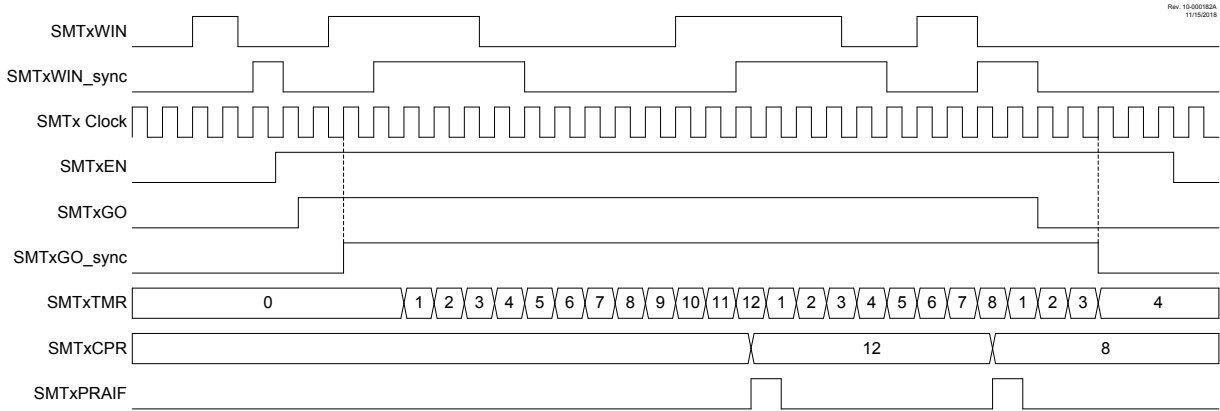 Rev. 10-000182A
11/15/2018
SMTxWIN
SMTxWIN_sync
SMTx Clock
SMTxEN
SMTxGO
SMTxGO_sync
SMTxTMR 0 1 2 3 4 5 6 7 8 9 10 11 12 1 2 3 4 5 6 7 8 1 2 3 4
SMTxCPR 12 8
SMTxPRAIF